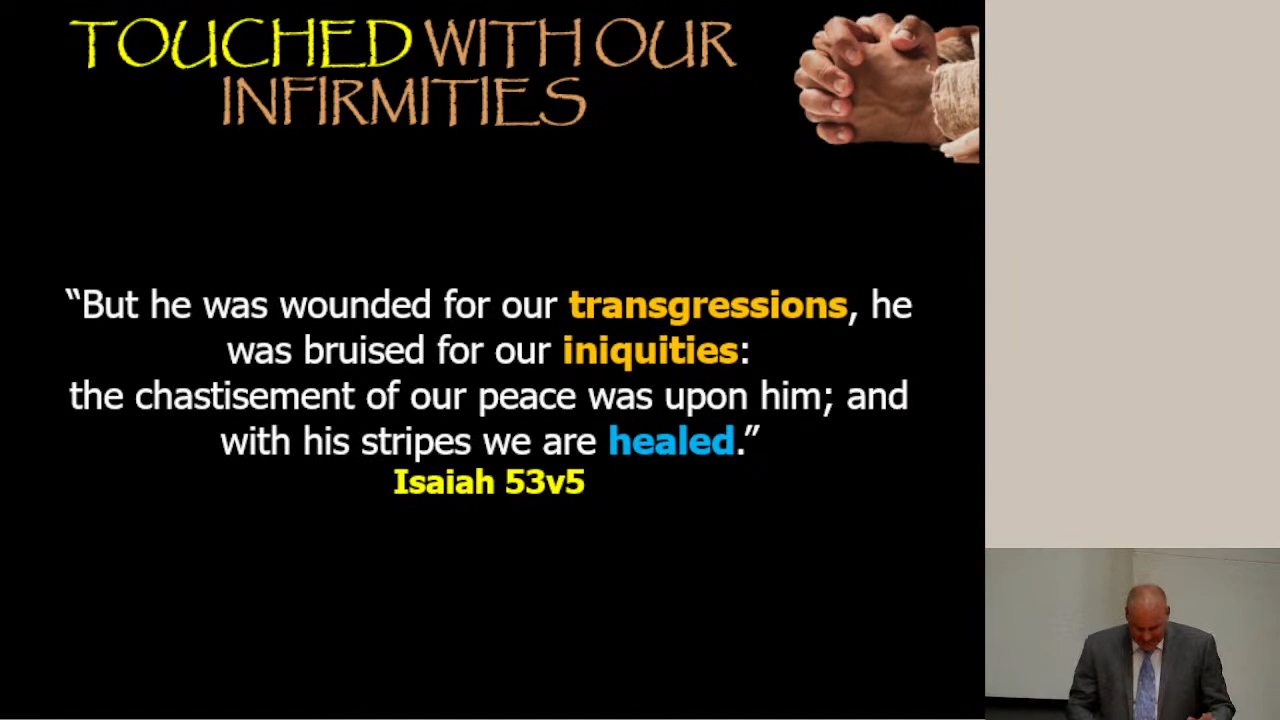 TOUCHED WITH OUR
INFIRMITIES
“But he was wounded for our transgressions, he
was bruised for our iniquities:
the chastisement of our peace was upon him; and
with his stripes we are healed.”
Isaiah 53v5